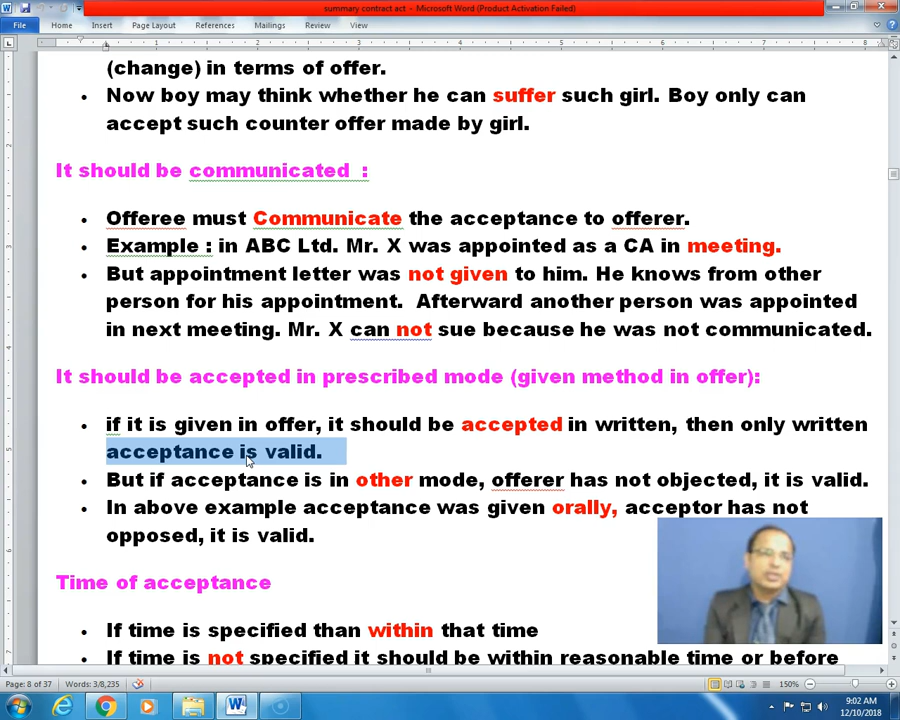 summary contract act - Microsoft Word (Product Activation Failed)
File Home Insert Page Layout References Mailings Review View
(change) in terms of offer.
• Now boy may think whether he can suffer such girl. Boy only can
accept such counter offer made by girl.
It should be communicated :
• Offeree must Communicate the acceptance to offerer.
• Example : in ABC Ltd. Mr. X was appointed as a CA in meeting.
• But appointment letter was not given to him. He knows from other
person for his appointment. Afterward another person was appointed
in next meeting. Mr. X can not sue because he was not communicated.
It should be accepted in prescribed mode (given method in offer):
• if it is given in offer, it should be accepted in written, then only written
acceptance is valid.
• But if acceptance is in other mode, offerer has not objected, it is valid.
• In above example acceptance was given orally, acceptor has not
opposed, it is valid.
Time of acceptance
• If time is specified than within that time
• If time is not specified it should be within reasonable time or before
Page: 8 of 37 Words: 3/8,235 150%
9:02 AM
12/10/2018